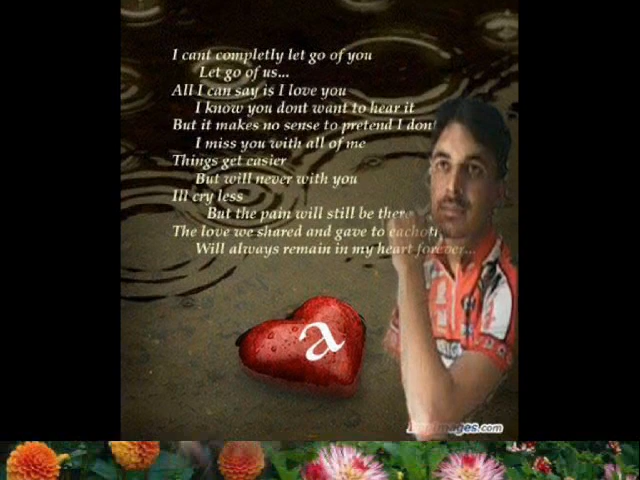 I cant completly let go of you
Let go of us...
All I can say is I love you
I know you dont want to hear it
But it makes no sense to pretend I dont
I miss you with all of me
Things get easier
But will never with you
Ill cry less
But the pain will still be there
The love we shared and gave to eachoth
Will always remain in my heart forever...
a